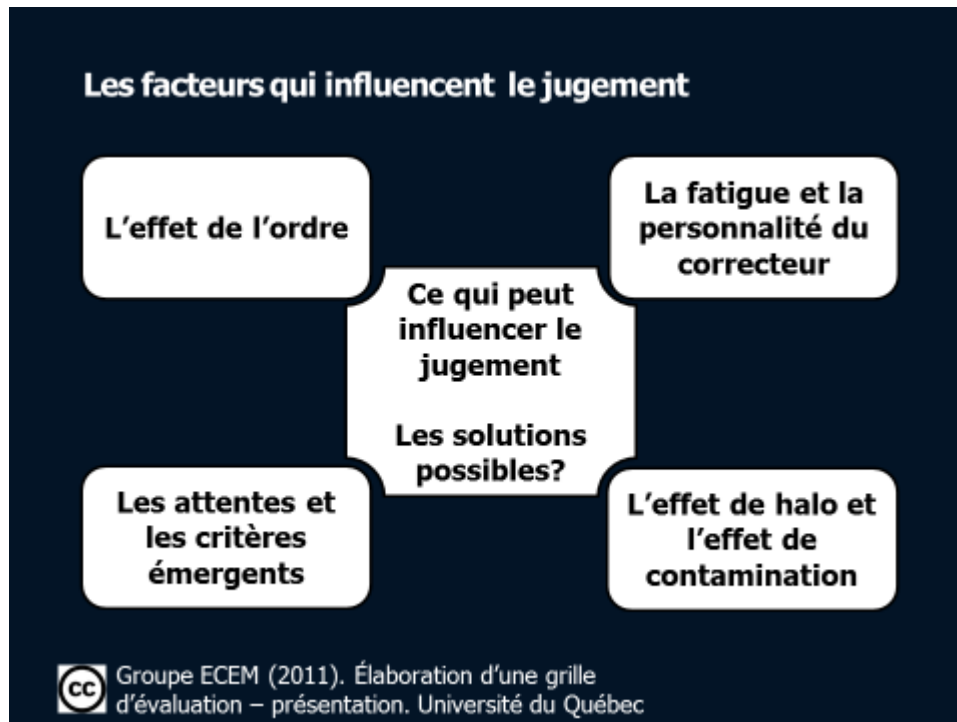 Les facteurs qui influencent le jugement
L'effet de l'ordre
La fatigue et la
personnalité du
correcteur
Ce qui peut
influencer le
jugement
Les solutions
possibles?
Les attentes et
les critères
émergents
L'effet de halo et
l'effet de
contamination
cc
Groupe ECEM (2011). Élaboration d'une grille
d'évaluation – présentation. Université du Québec